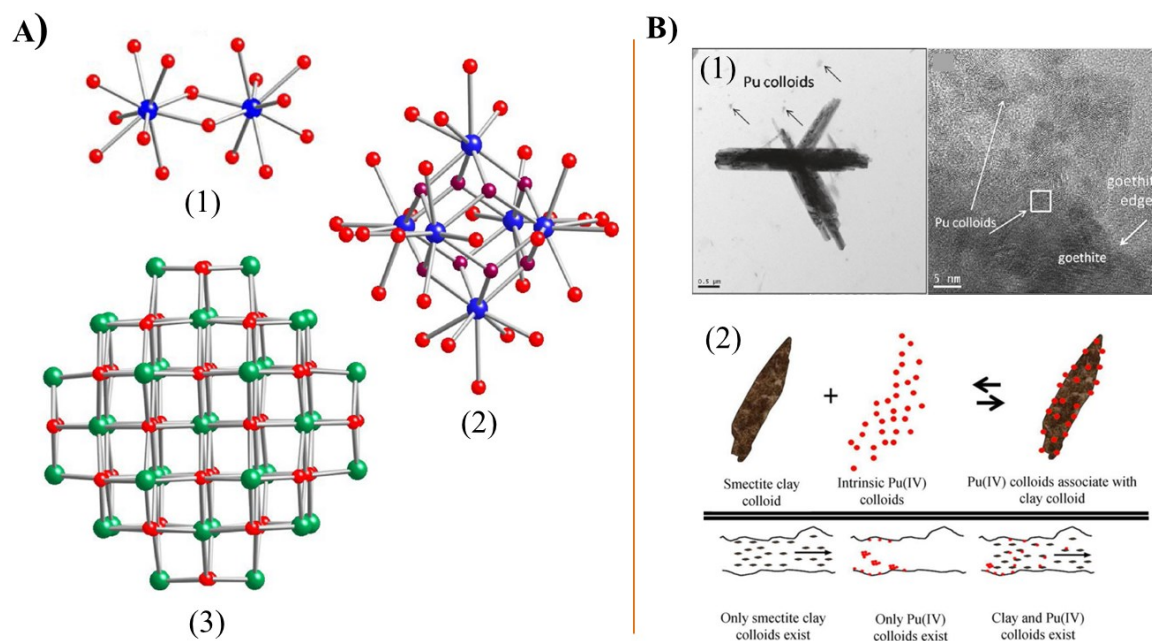 A)
(1)
(2)
(3)
B)
(1)
Pu colloids
0.5 µm
Pu colloids
goethite
edge
goethite
5 nm
(2)
+
Smectite clay
colloid
Intrinsic Pu(IV)
colloids
Pu(IV) colloids associate with
clay colloid
Only smectite clay
colloids exist
Only Pu(IV)
colloids exist
Clay and Pu(IV)
colloids exist